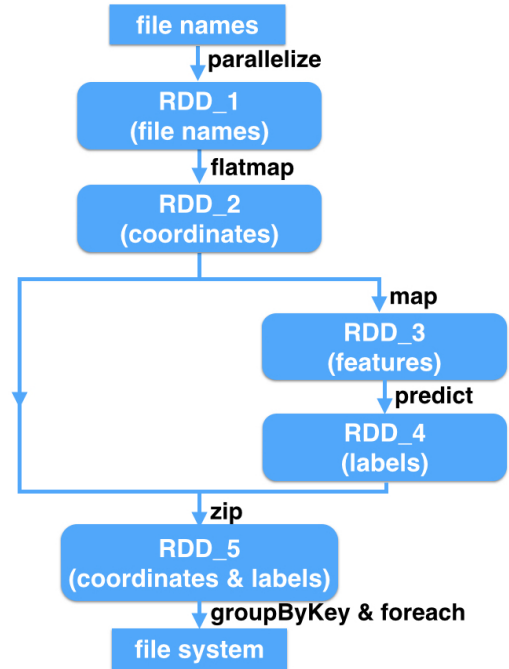 file names
parallelize
RDD_1
(file names)
flatmap
RDD_2
(coordinates)
map
RDD_3
(features)
predict
RDD_4
(labels)
zip
RDD_5
(coordinates & labels)
groupByKey & foreach
file system